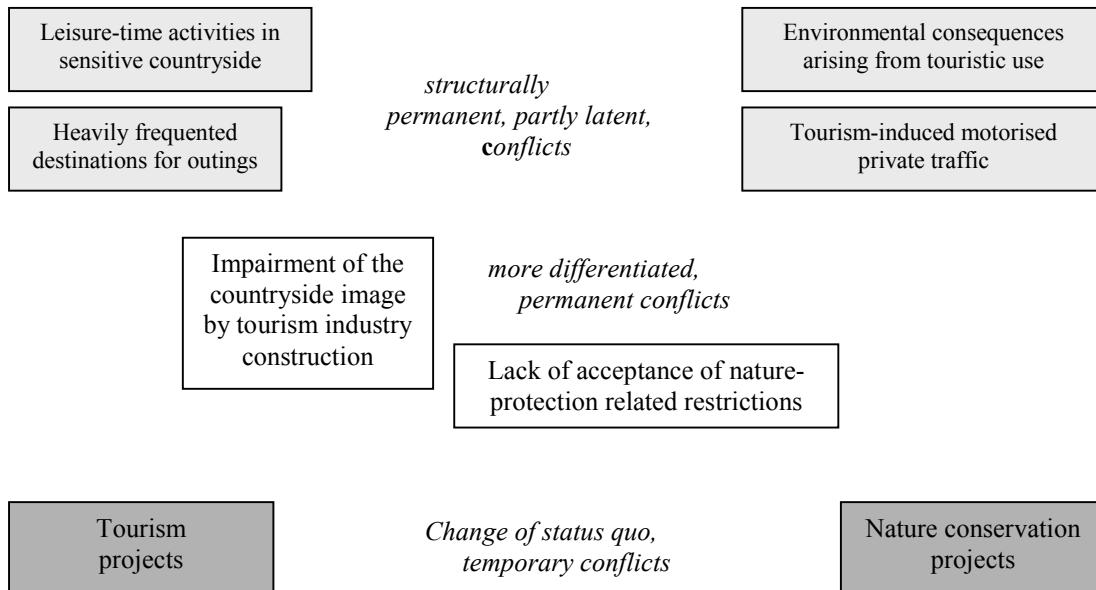 Leisure-time activities in
sensitive countryside
Environmental consequences
arising from touristic use
structurally
permanent, partly latent,
conflicts
Heavily frequented
destinations for outings
Tourism-induced motorised
private traffic
Impairment of the
countryside image
by tourism industry
construction
more differentiated,
permanent conflicts
Lack of acceptance of nature-
protection related restrictions
Tourism
projects
Change of status quo,
temporary conflicts
Nature conservation
projects